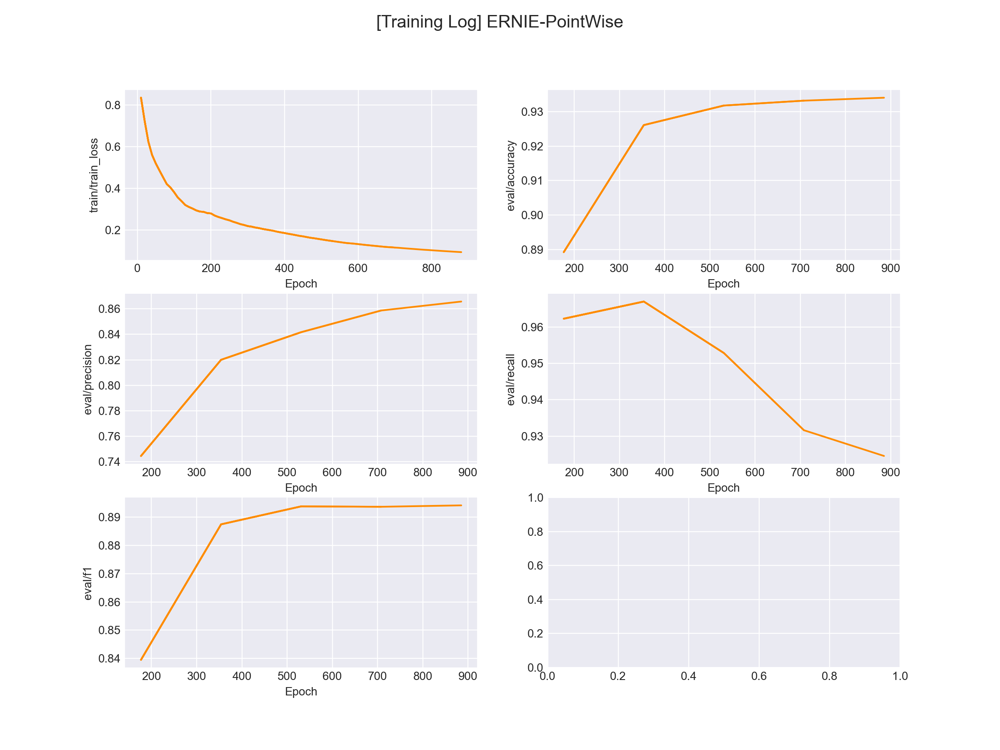 [Training Log] ERNIE-PointWise
train/train_loss
0.8
0.6
0.4
0.2
0 200 400 600 800
Epoch
eval/accuracy
0.93
0.92
0.91
0.90
0.89
200 300 400 500 600 700 800 900
Epoch
eval/precision
0.86
0.84
0.82
0.80
0.78
0.76
0.74
200 300 400 500 600 700 800 900
Epoch
eval/recall
0.96
0.95
0.94
0.93
200 300 400 500 600 700 800 900
Epoch
eval/f1
0.89
0.88
0.87
0.86
0.85
0.84
200 300 400 500 600 700 800 900
Epoch
1.0
0.8
0.6
0.4
0.2
0.0
0.0 0.2 0.4 0.6 0.8 1.0